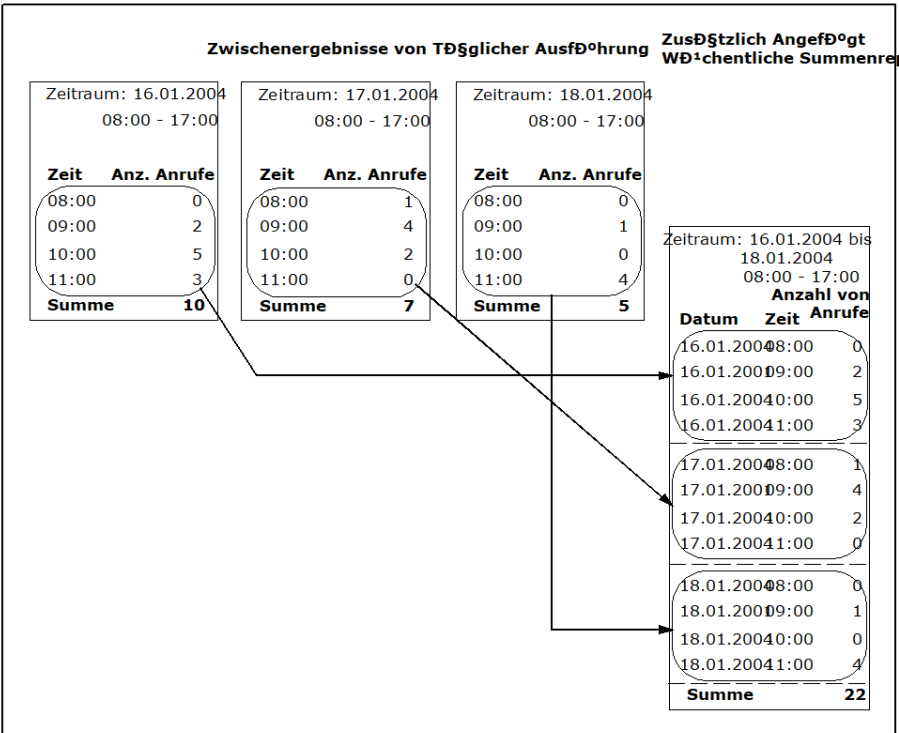 Zwischenergebnisse von TÐ§glicher AusfÐºhrung
ZusÐ§tzlich AngefÐºgt
WÐ¹chentliche Summenrep
Zeitraum: 16.01.2004
08:00 - 17:00
Zeit Anz. Anrufe
08:00 0
09:00 2
10:00 5
11:00 3
Summe 10
Zeitraum: 17.01.2004
08:00 - 17:00
Zeit Anz. Anrufe
08:00 1
09:00 4
10:00 2
11:00 0
Summe 7
Zeitraum: 18.01.2004
08:00 - 17:00
Zeit Anz. Anrufe
08:00 0
09:00 1
10:00 0
11:00 4
Summe 5
Zeitraum: 16.01.2004 bis
18.01.2004
08:00 - 17:00
Anzahl von
Datum Zeit Anrufe
16.01.2004 08:00 0
16.01.200109:00 2
16.01.2004 10:00 5
16.01.2004 11:00 3
17.01.2004 08:00 1
17.01.200109:00 4
17.01.2004 10:00 2
17.01.2004 11:00 0
18.01.2004 08:00 0
18.01.200109:00 1
18.01.2004 10:00 0
18.01.2004 11:00 4
Summe 22